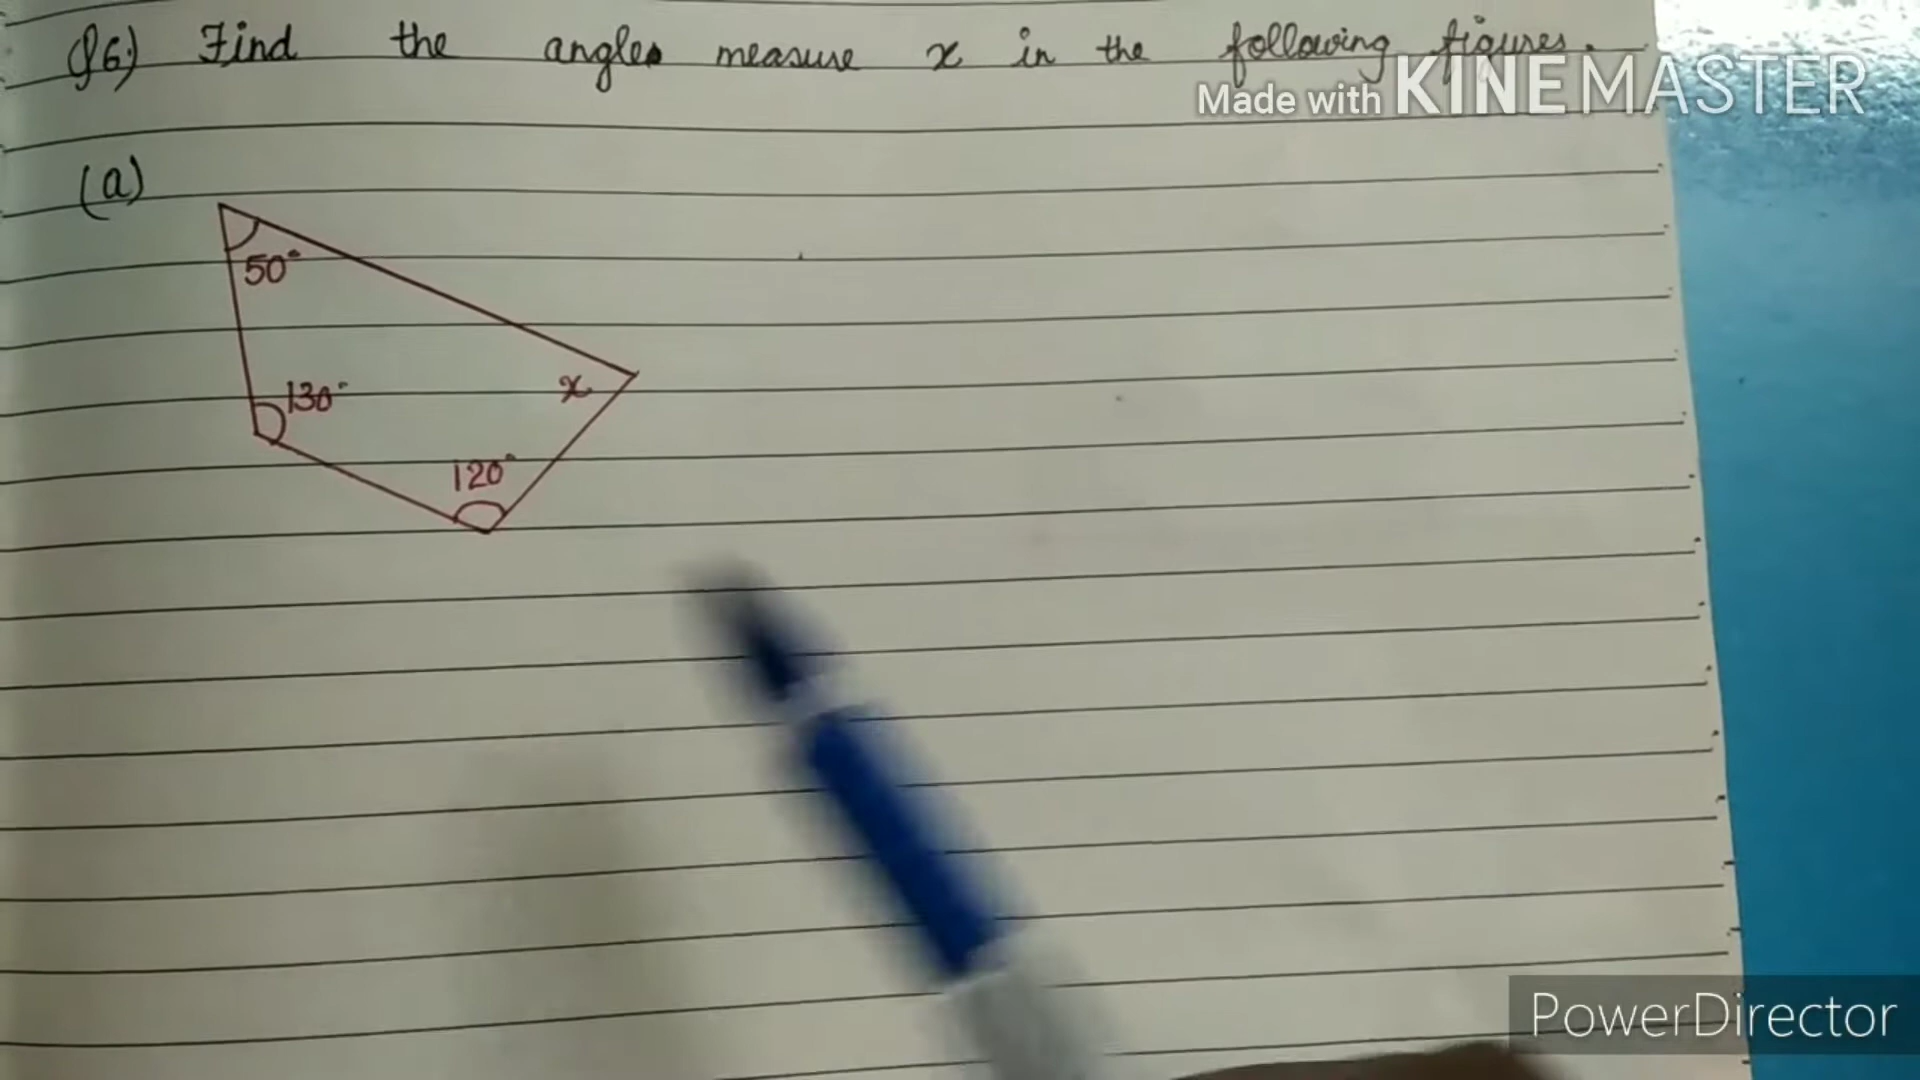 Q6.) Find the angles measure x in the following figures.
Made with KINEMASTER
(a)
50°
130°
x
120°
PowerDirector